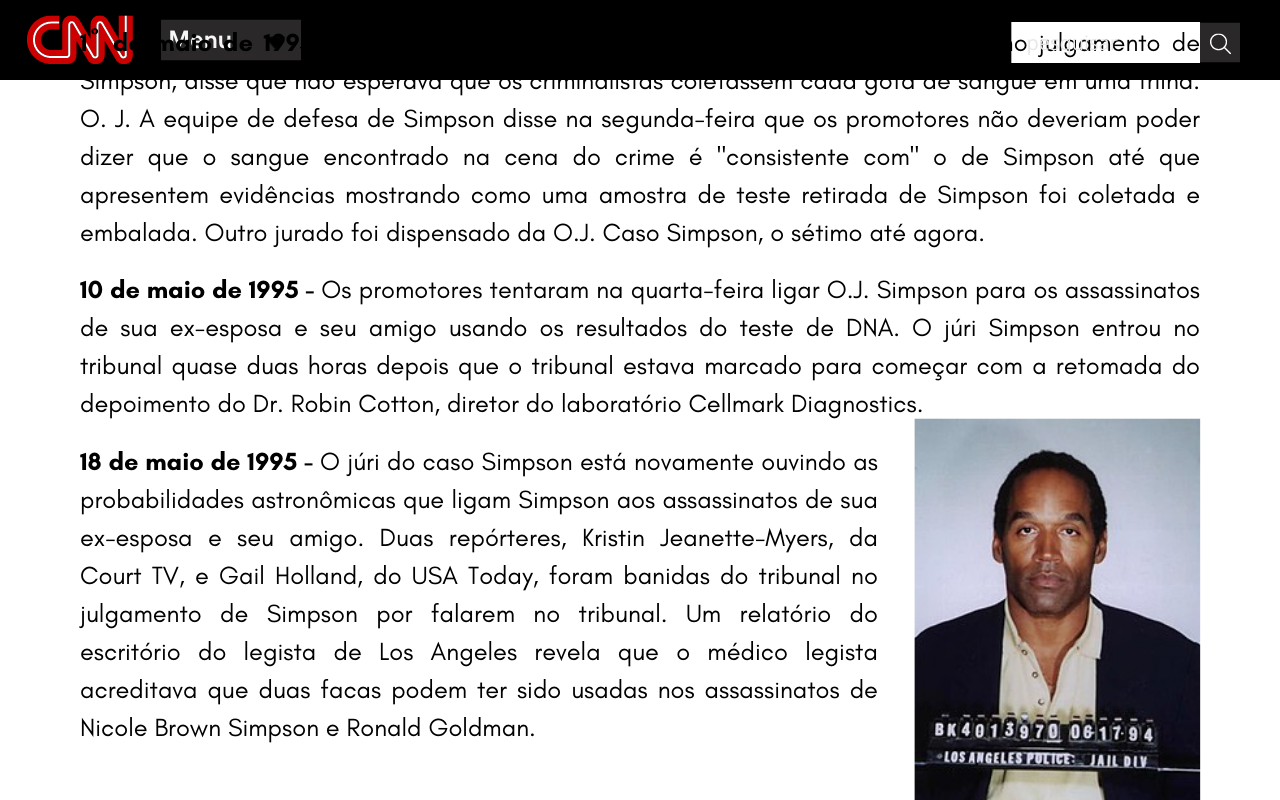 CNN
Menu
de maio de 199
no julgamento de
Simpson, disse que não esperava que os criminalistas coletassem cada gota de sangue em uma trilha.
O. J. A equipe de defesa de Simpson disse na segunda-feira que os promotores não deveriam poder
dizer que o sangue encontrado na cena do crime é "consistente com" o de Simpson até que
apresentem evidências mostrando como uma amostra de teste retirada de Simpson foi coletada e
embalada. Outro jurado foi dispensado da O.J. Caso Simpson, o sétimo até agora.
10 de maio de 1995 - Os promotores tentaram na quarta-feira ligar O.J. Simpson para os assassinatos
de sua ex-esposa e seu amigo usando os resultados do teste de DNA. O júri Simpson entrou no
tribunal quase duas horas depois que o tribunal estava marcado para começar com a retomada do
depoimento do Dr. Robin Cotton, diretor do laboratório Cellmark Diagnostics.
18 de maio de 1995 - O júri do caso Simpson está novamente ouvindo as
probabilidades astronômicas que ligam Simpson aos assassinatos de sua
ex-esposa e seu amigo. Duas repórteres, Kristin Jeanette-Myers, da
Court TV, e Gail Holland, do USA Today, foram banidas do tribunal no
julgamento de Simpson por falarem no tribunal. Um relatório do
escritório do legista de Los Angeles revela que o médico legista
acreditava que duas facas podem ter sido usadas nos assassinatos de
Nicole Brown Simpson e Ronald Goldman.
BK4013970 06-17-94
LOS ANGELES POLICE: JAIL DIV